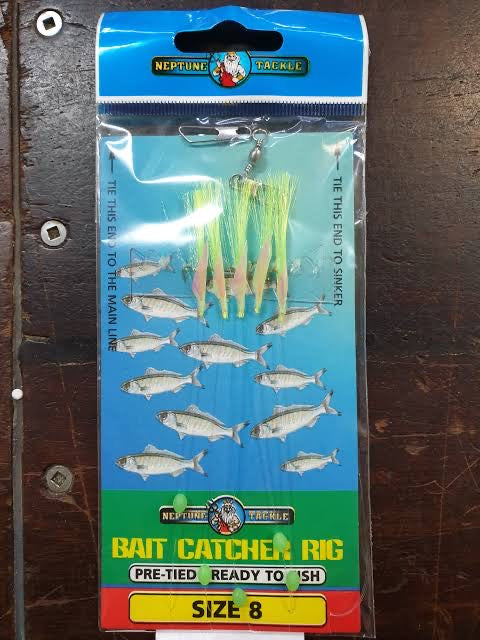 NEPTUNE TACKLE
TIE THIS END TO THE MAIN LINE
TIE THIS END TO SINKER
NEPTUNE TACKLE
BAIT CATCHER RIG
PRE-TIED READY TO FISH
SIZE 8